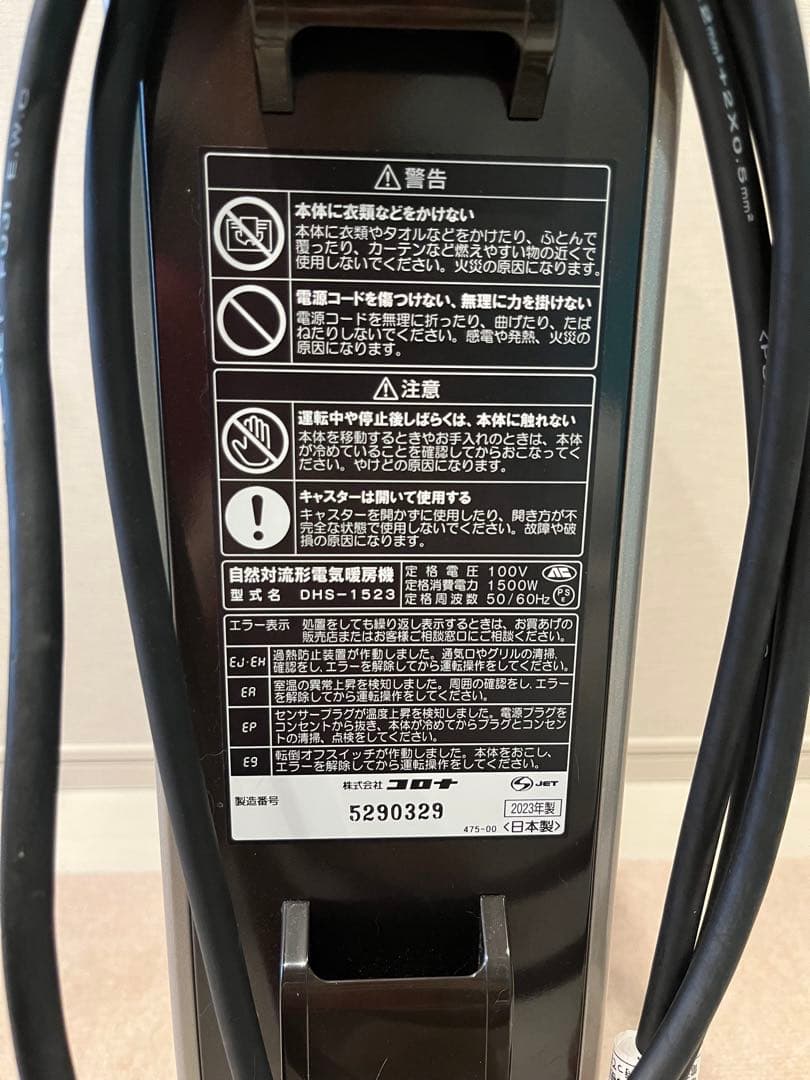 警告
本体に衣類などをかけない
本体に衣類やタオルなどをかけたり、ふとんで
覆ったり、カーテンなど燃えやすい物の近くで
使用しないでください。火災の原因になります。
電源コードを傷つけない、無理に力を掛けない
電源コードを無理に折ったり、曲げたり、たば
ねたりしないでください。感電や発熱、火災の
原因になります。
注意
運転中や停止後しばらくは、本体に触れない
本体を移動するときやお手入れのときは、本体
が冷めていることを確認してからおこなってく
ださい。やけどの原因になります。
キャスターは開いて使用する
キャスターを開かずに使用したり、開き方が不
完全な状態で使用しないでください。故障や破
損の原因になります。
自然対流形電気暖房機
型式名 DHS-1523
定格電圧 100V
定格消費電力 1500W
定格周波数 50/60Hz
PS
E
エラー表示 処置をしても繰り返し表示するときは、お買あげの
販売店またはお客様ご相談窓口にご相談ください。
EJ・EH 過熱防止装置が作動しました。通気口やグリルの清掃、
確認をし、エラーを解除してから運転操作をしてください。
EA 室温の異常上昇を検知しました。周囲の確認をし、エラー
を解除してから運転操作をしてください。
EP センサープラグが温度上昇を検知しました。電源プラグを
コンセントから抜き、本体が冷めてからプラグとコンセン
トの清掃、点検をしてください。
E9 転倒オフスイッチが作動しました。本体をおこし、
エラーを解除してから運転操作をしてください。
株式会社 コロナ
JET
製造番号 5290329 2023年製
475-00 〈日本製〉
2mm²+2X0.5mm²
FUJI E.W.C